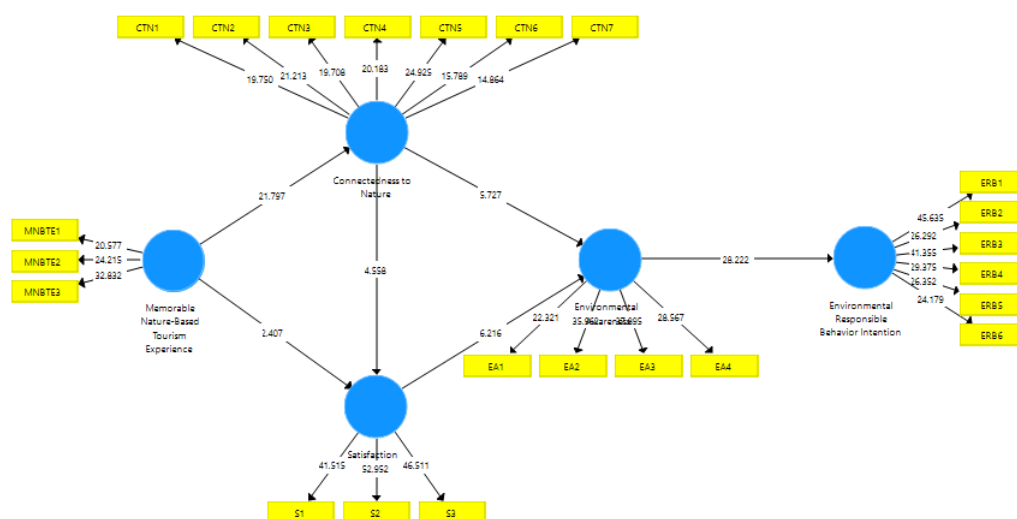 CTN1 CTN2 CTN3 CTN4 CTN5 CTN6 CTN7
19.750 21.213 19.708 20.183 24.925 15.789 14.864
Connectedness to
Nature
21.797
5.727
4.558
MNBTE1
MNBTE2
MNBTE3
20.577
24.215
32.832
Memorable
Nature-Based
Tourism
Experience
2.407
6.216
Environmental
22.321 28.567
EA1 EA2 EA3 EA4
28.222
Environmental
Responsible
Behavior Intention
45.635
26.292
41.355
29.375
26.352
24.179
ERB1
ERB2
ERB3
ERB4
ERB5
ERB6
Satisfaction
41.515 52.952 46.511
S1 S2 S3